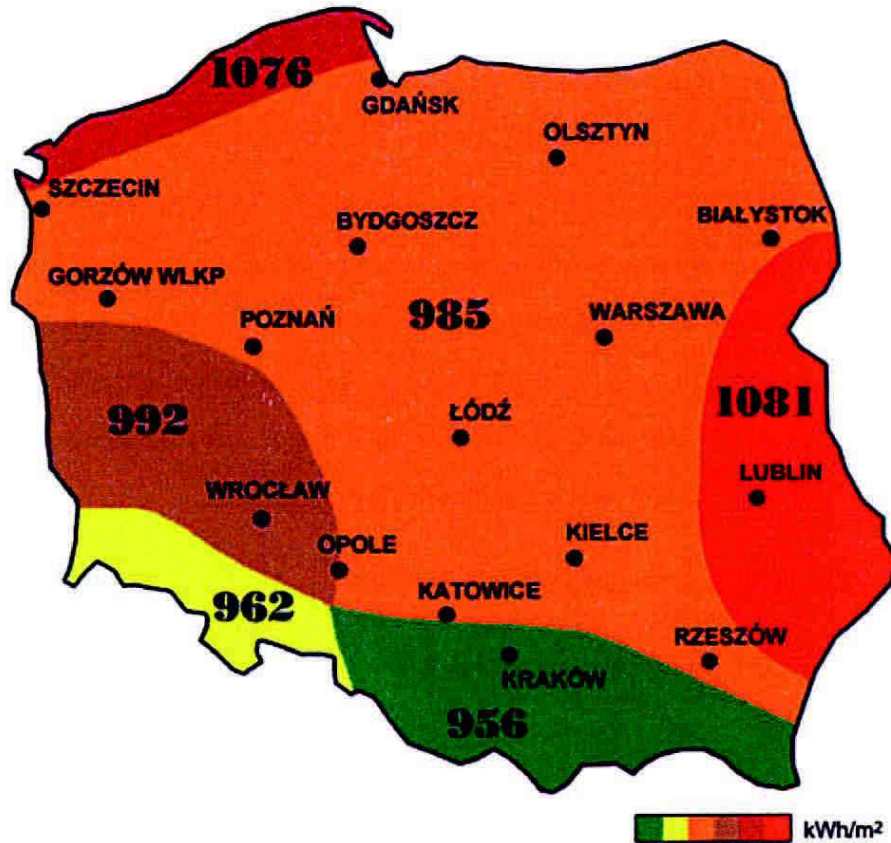 1076
GDAŃSK
OLSZTYN
SZCZECIN
BYDGOSZCZ
BIAŁYSTOK
GORZÓW WLKP
POZNAŃ
985
WARSZAWA
992
ŁÓDŹ
1081
WROCŁAW
LUBLIN
OPOLE
KIELCE
962
KATOWICE
RZESZÓW
KRAKÓW
956
kWh/m²